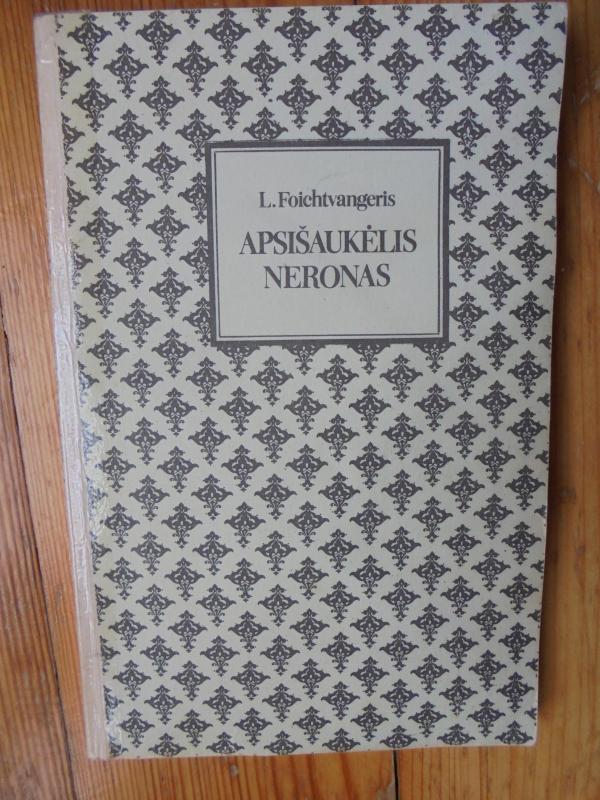 L. Foichtvangeris
APSIŠAUKĖLIS
NERONAS